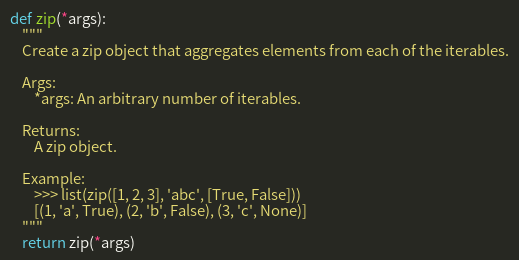 def zip(*args):
"""
Create a zip object that aggregates elements from each of the iterables.
Args:
*args: An arbitrary number of iterables.
Returns:
A zip object.
Example:
>>> list(zip([1, 2, 3], 'abc', [True, False]))
[(1, 'a', True), (2, 'b', False), (3, 'c', None)]
"""
return zip(*args)